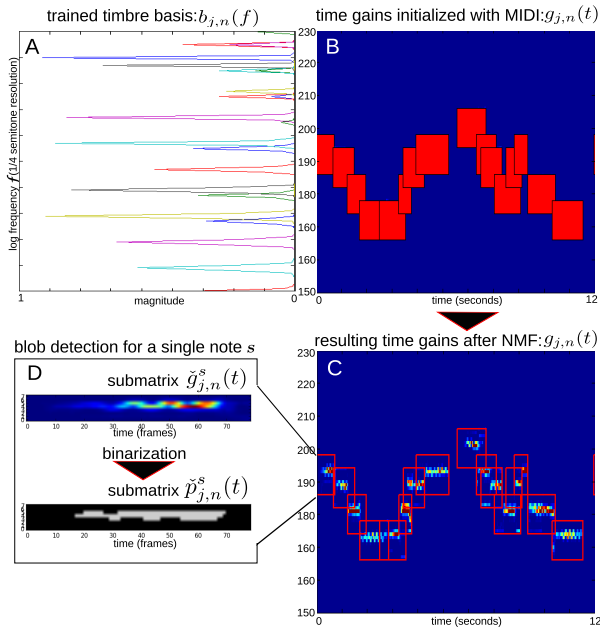 trained timbre basis: b_{j,n}(f)
time gains initialized with MIDI: g_{j,n}(t)
A
log frequency f (1/4 semitone resolution)
1
magnitude
0
B
230
220
210
200
190
180
170
160
150
0
time (seconds)
12
blob detection for a single note s
D
submatrix ğ^s_{j,n}(t)
time (frames)
0 10 20 30 40 50 60 70
binarization
submatrix p̌^s_{j,n}(t)
0 10 20 30 40 50 60 70
time (frames)
resulting time gains after NMF: g_{j,n}(t)
C
230
220
210
200
190
180
170
160
150
0
time (seconds)
12